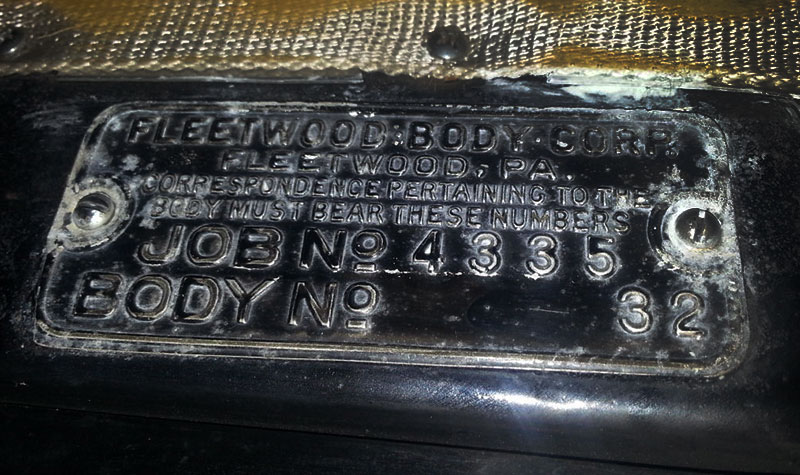 FLEETWOOD BODY CORP.
FLEETWOOD, PA.
CORRESPONDENCE PERTAINING TO THE
BODY MUST BEAR THESE NUMBERS
JOB No 4335
BODY No 32